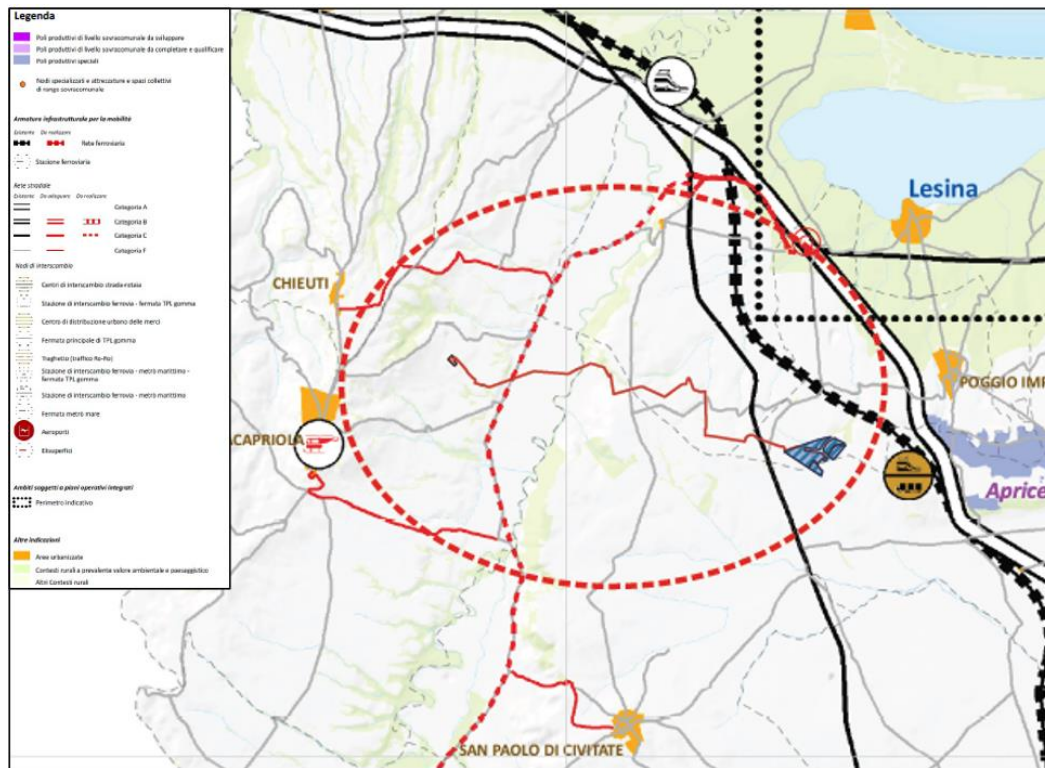 Legenda
Poli produttivi di livello sovracomunale da sviluppare
Poli produttivi di livello sovracomunale da completare e qualificare
Poli produttivi speciali
Nodi specializzati e attrezzature e spazi collettivi
di rango sovracomunale
Armatura infrastrutturale per la mobilità
Esistente Da realizzare
Rete ferroviaria
Stazione ferroviaria
Rete stradale
Esistente Da adeguare Da realizzare
Categoria A
Categoria B
Categoria C
Categoria F
Nodi di interscambio
Centri di interscambio strada-rotaia
Stazione di interscambio ferrovia - fermata TPL gomma
Centro di distribuzione urbano delle merci
Fermata principale di TPL gomma
Traghetto (traffico Ro-Ro)
Stazione di interscambio ferrovia - metrò marittimo -
fermata TPL gomma
Stazione di interscambio ferrovia - metrò marittimo
Fermata metrò mare
Aeroporti
Elisuperfici
Ambiti soggetti a piani operativi integrati
Perimetro indicativo
Altre indicazioni
Aree urbanizzate
Contesti rurali a prevalente valore ambientale e paesaggistico
Altri Contesti rurali
Lesina
CHIEUTI
POGGIO IMP
ACAPRIOLA
Aprice
SAN PAOLO DI CIVITATE